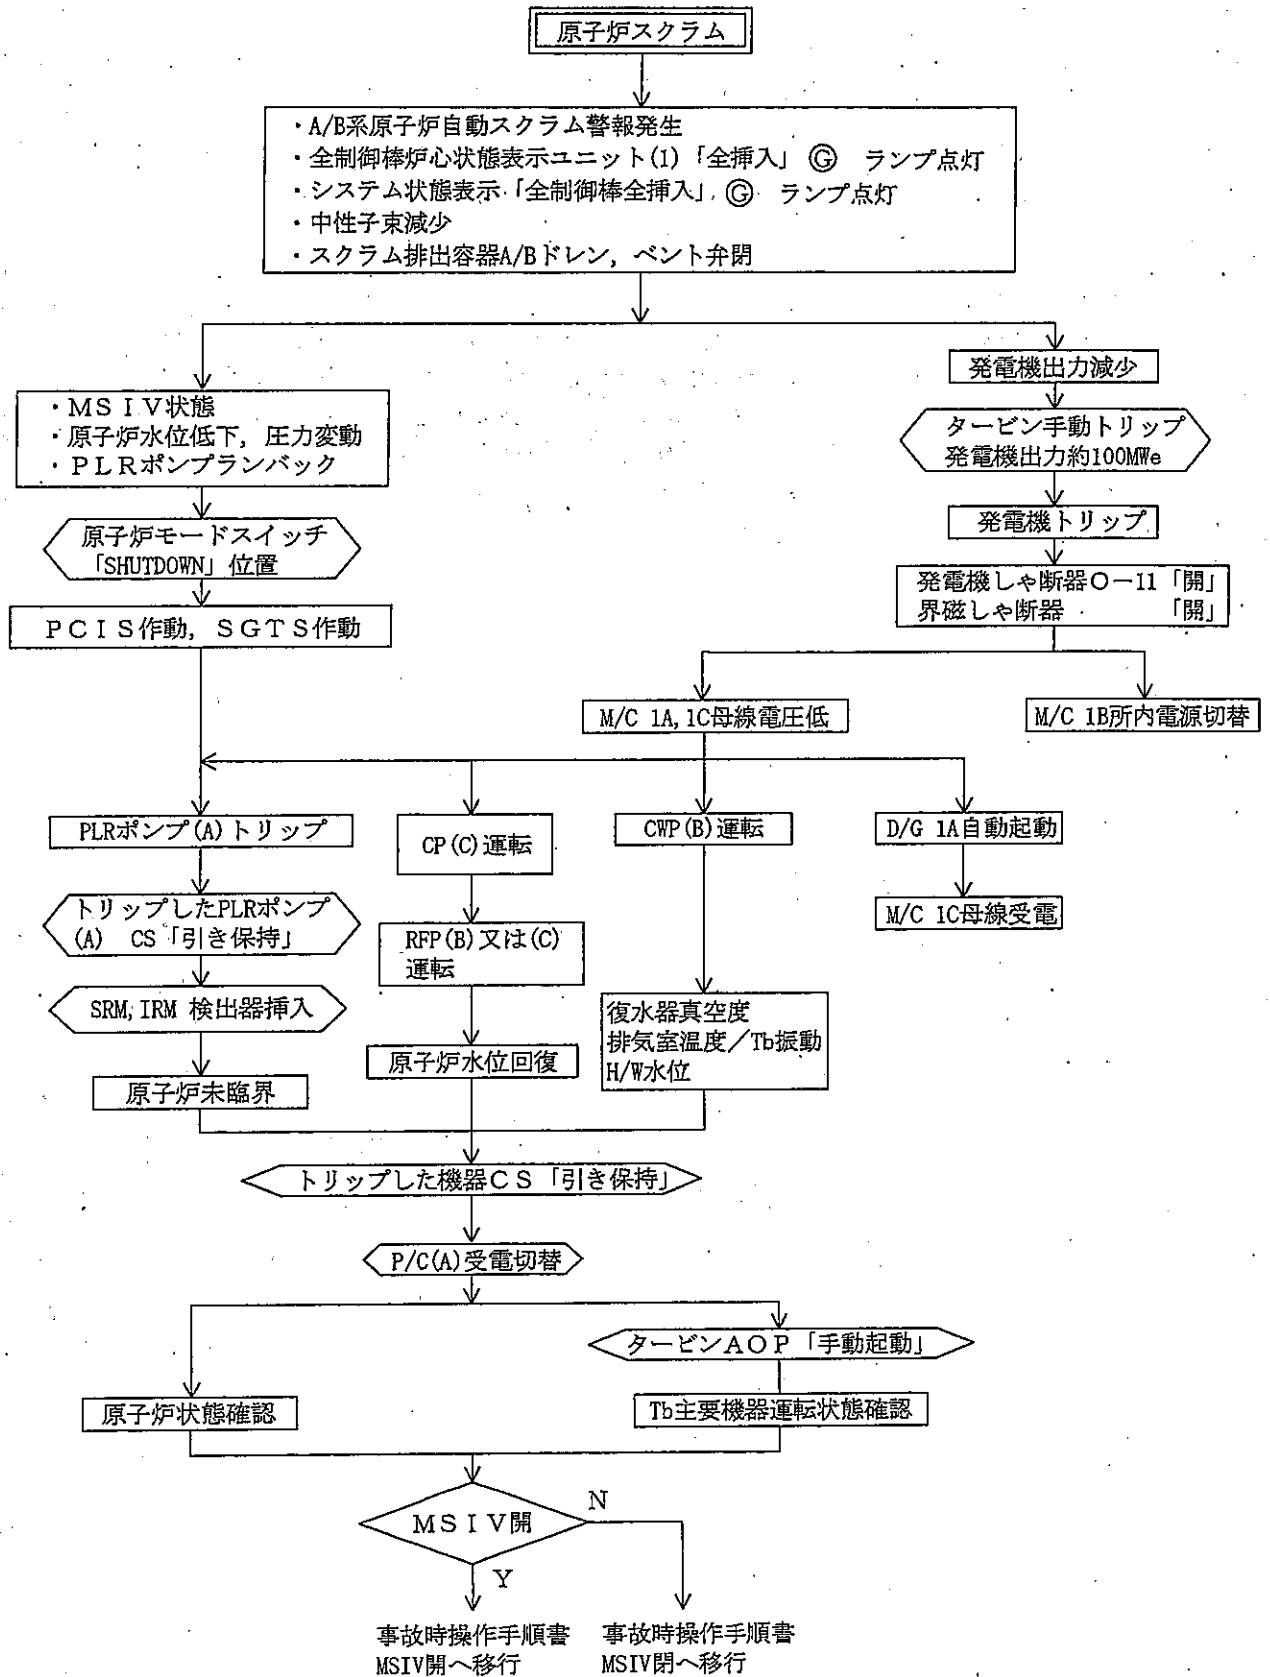 原子炉スクラム
・A/B系原子炉自動スクラム警報発生
・全制御棒炉心状態表示ユニット(1)「全挿入」Ⓖ ランプ点灯
・システム状態表示「全制御棒全挿入」Ⓖ ランプ点灯
・中性子束減少
・スクラム排出容器A/Bドレン, ベント弁閉
・MSIV状態
・原子炉水位低下, 圧力変動
・PLRポンプランバック
原子炉モードスイッチ
「SHUTDOWN」位置
PCIS作動, SGTS作動
発電機出力減少
タービン手動トリップ
発電機出力約100MWe
発電機トリップ
発電機しゃ断器O−11「開」
界磁しゃ断器 「開」
M/C 1A,1C母線電圧低
M/C 1B所内電源切替
PLRポンプ(A)トリップ
トリップしたPLRポンプ
(A) CS「引き保持」
SRM,IRM 検出器挿入
原子炉未臨界
CP(C)運転
RFP(B)又は(C)
運転
原子炉水位回復
CWP(B)運転
復水器真空度
排気室温度／Tb振動
H/W水位
D/G 1A自動起動
M/C 1C母線受電
トリップした機器CS「引き保持」
P/C(A)受電切替
タービンAOP「手動起動」
原子炉状態確認
Tb主要機器運転状態確認
MSIV開
N
Y
事故時操作手順書
MSIV開へ移行
事故時操作手順書
MSIV閉へ移行